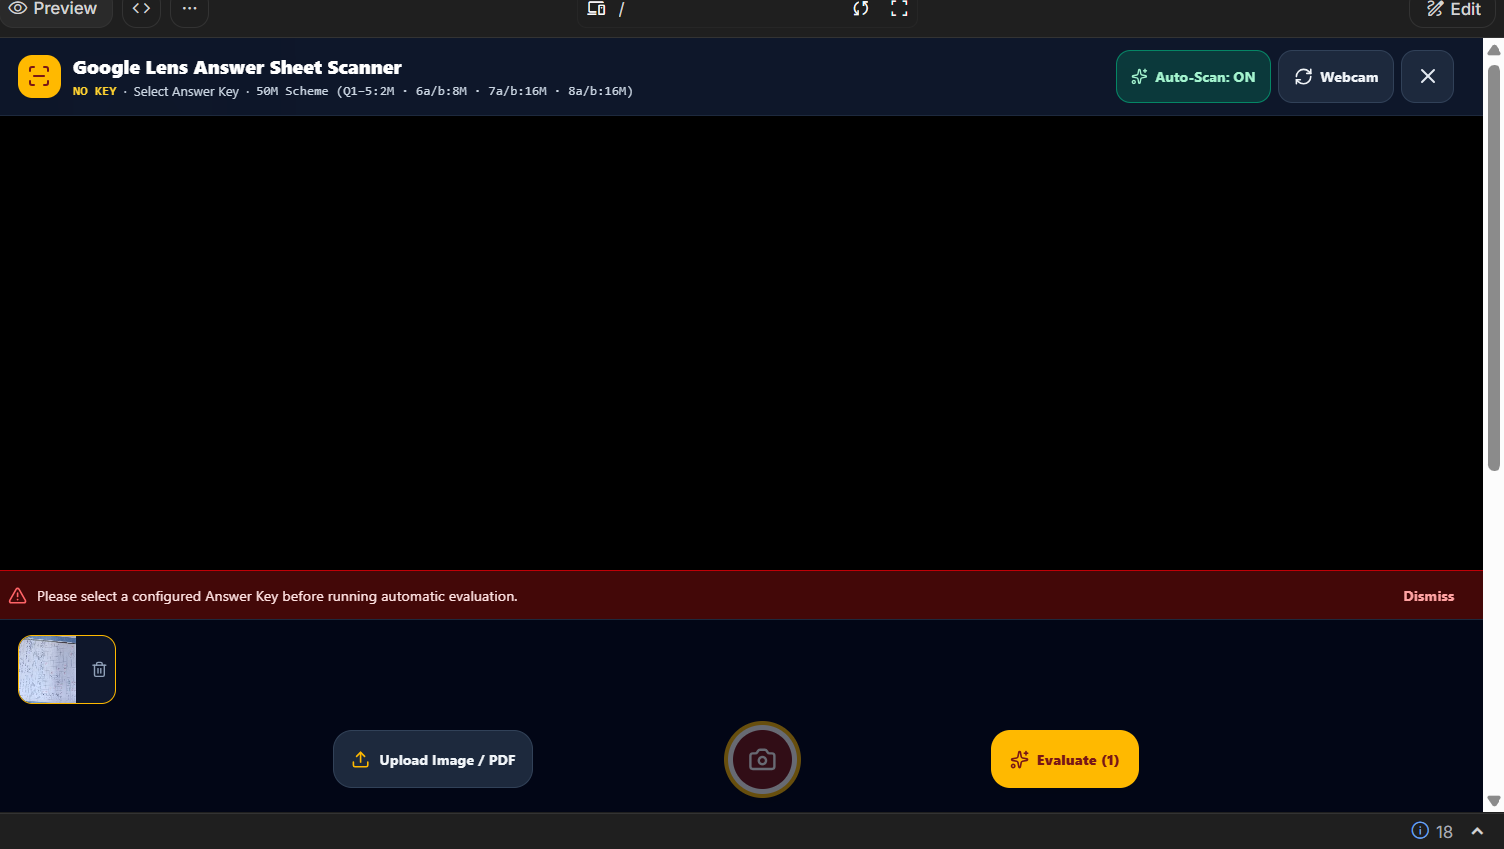 Preview
/
Edit
Google Lens Answer Sheet Scanner
NO KEY · Select Answer Key · 50M Scheme (Q1-5:2M · 6a/b:8M · 7a/b:16M · 8a/b:16M)
Auto-Scan: ON
Webcam
Please select a configured Answer Key before running automatic evaluation.
Dismiss
Upload Image / PDF
Evaluate (1)
18